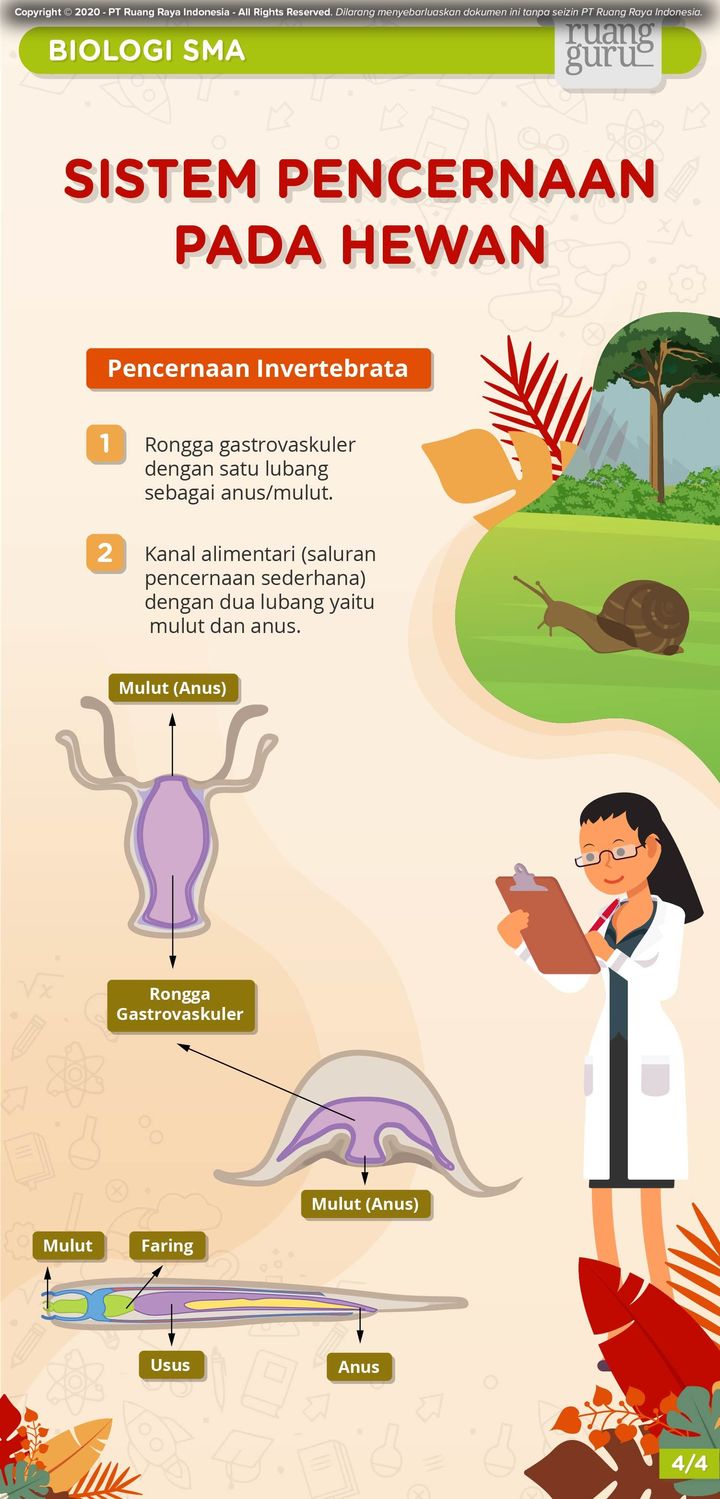 Copyright © 2020 - PT Ruang Raya Indonesia - All Rights Reserved. Dilarang menyebarluaskan dokumen ini tanpa seizin PT Ruang Raya Indonesia.
BIOLOGI SMA
ruang
guru
SISTEM PENCERNAAN
PADA HEWAN
Pencernaan Invertebrata
1
Rongga gastrovaskuler
dengan satu lubang
sebagai anus/mulut.
2
Kanal alimentari (saluran
pencernaan sederhana)
dengan dua lubang yaitu
mulut dan anus.
Mulut (Anus)
Rongga
Gastrovaskuler
Mulut (Anus)
Mulut
Faring
Usus
Anus
4/4